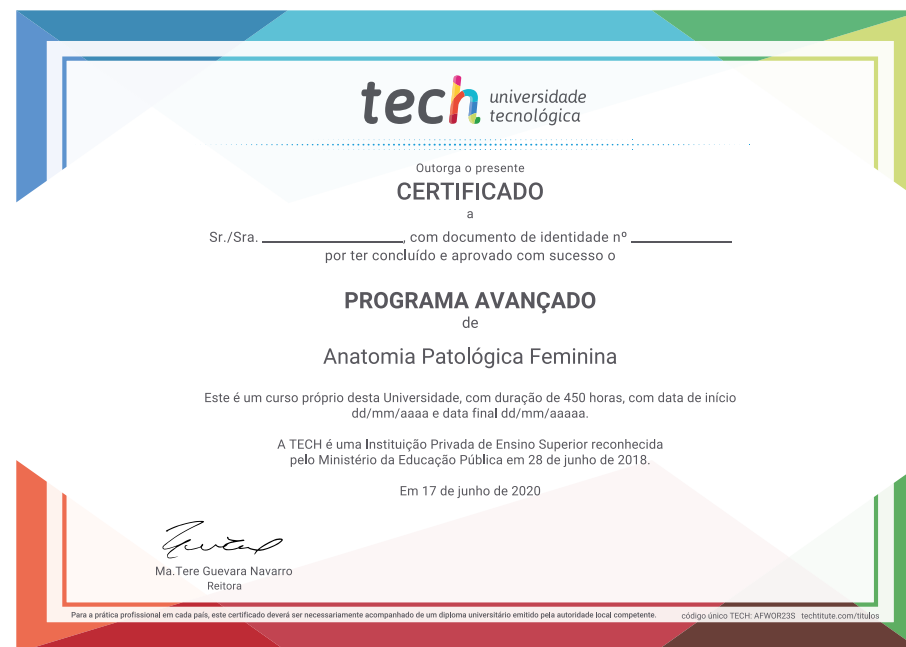 tech universidade
tecnológica
Outorga o presente
CERTIFICADO
a
Sr./Sra. ____________________, com documento de identidade nº ______________
por ter concluído e aprovado com sucesso o
PROGRAMA AVANÇADO
de
Anatomia Patológica Feminina
Este é um curso próprio desta Universidade, com duração de 450 horas, com data de início
dd/mm/aaaa e data final dd/mm/aaaaa.
A TECH é uma Instituição Privada de Ensino Superior reconhecida
pelo Ministério da Educação Pública em 28 de junho de 2018.
Em 17 de junho de 2020
Ma.Tere Guevara Navarro
Reitora
Para a prática profissional em cada país, este certificado deverá ser necessariamente acompanhado de um diploma universitário emitido pela autoridade local competente. código único TECH: AFWOR23S techtitute.com/titulos